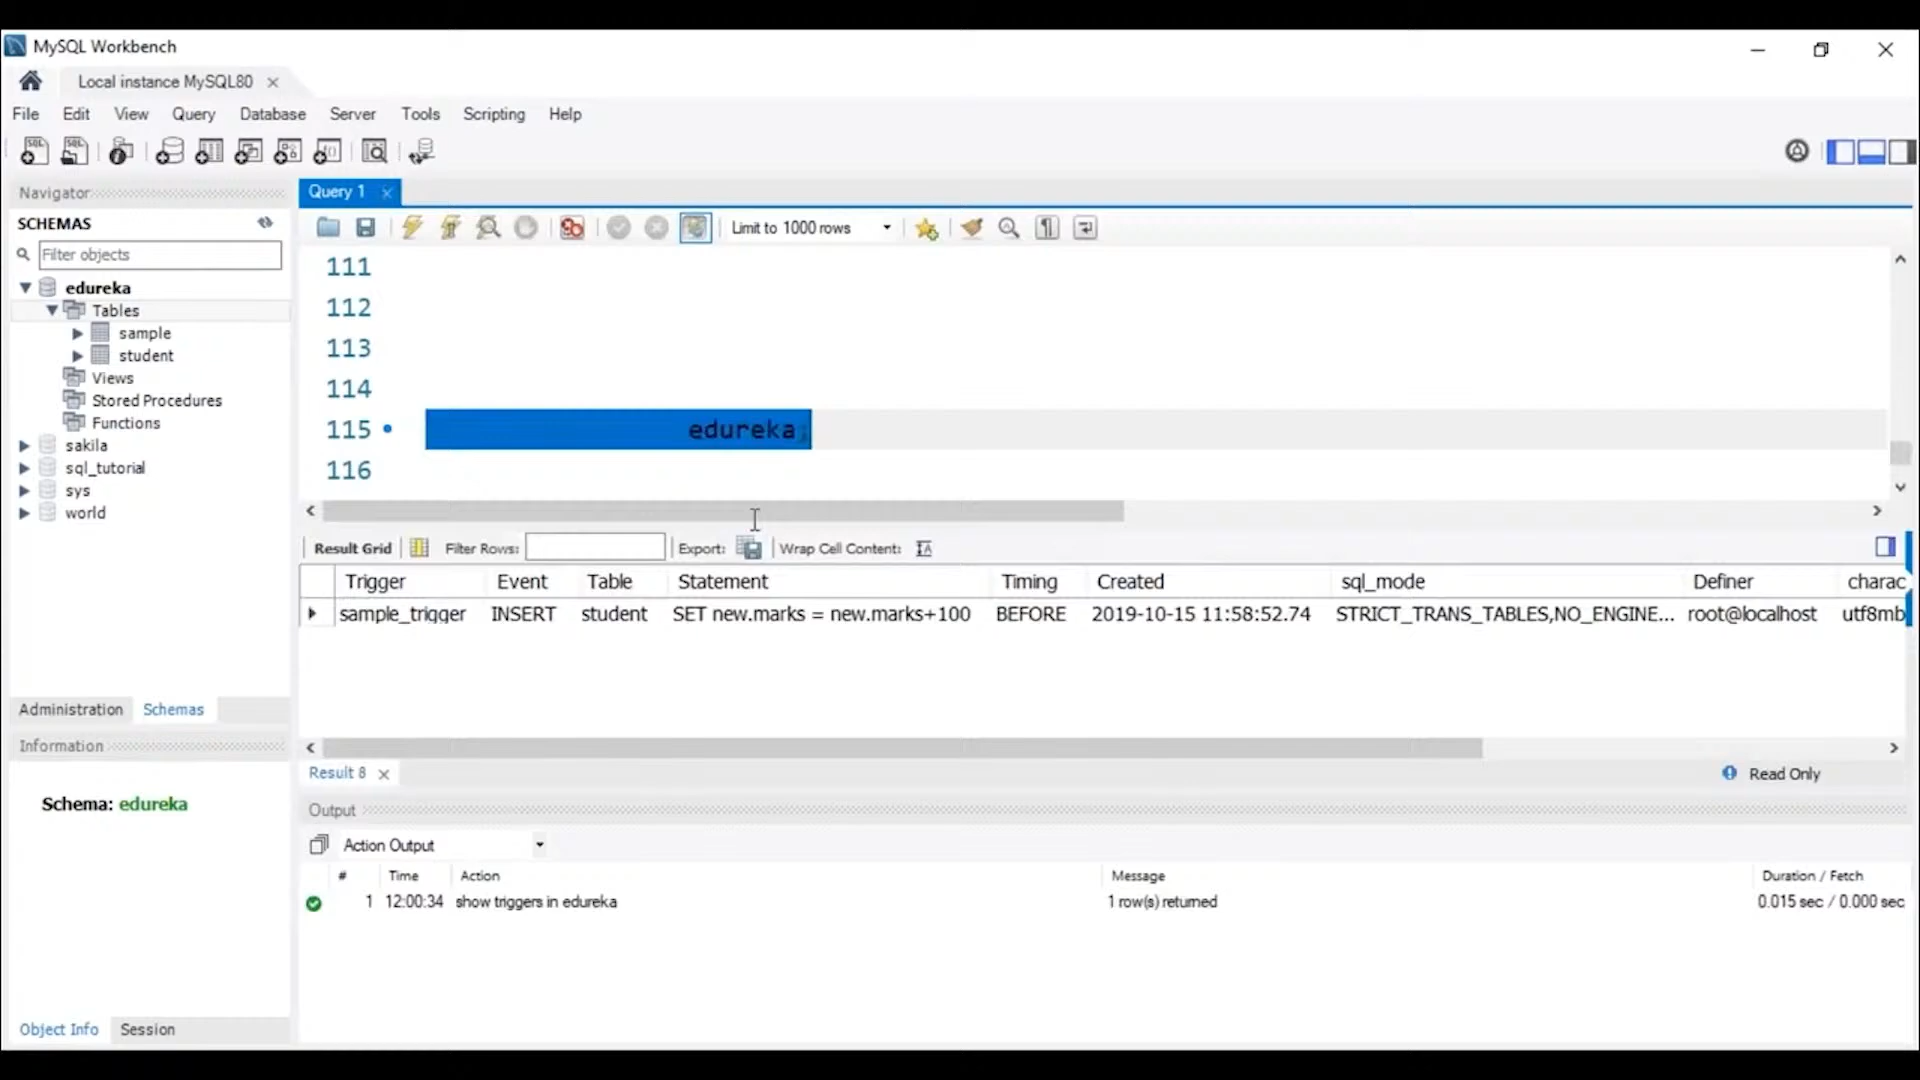 MySQL Workbench
Local instance MySQL80
File Edit View Query Database Server Tools Scripting Help
Navigator
SCHEMAS
Filter objects
edureka
Tables
sample
student
Views
Stored Procedures
Functions
sakila
sql_tutorial
sys
world
Administration Schemas
Information
Schema: edureka
Object Info Session
Query 1
Limit to 1000 rows
111
112
113
114
115 edureka;
116
Result Grid Filter Rows: Export: Wrap Cell Content:
Trigger Event Table Statement Timing Created sql_mode Definer charac
sample_trigger INSERT student SET new.marks = new.marks+100 BEFORE 2019-10-15 11:58:52.74 STRICT_TRANS_TABLES,NO_ENGINE... root@localhost utf8mb
Result 8
Read Only
Output
Action Output
# Time Action Message Duration / Fetch
1 12:00:34 show triggers in edureka 1 row(s) returned 0.015 sec / 0.000 sec